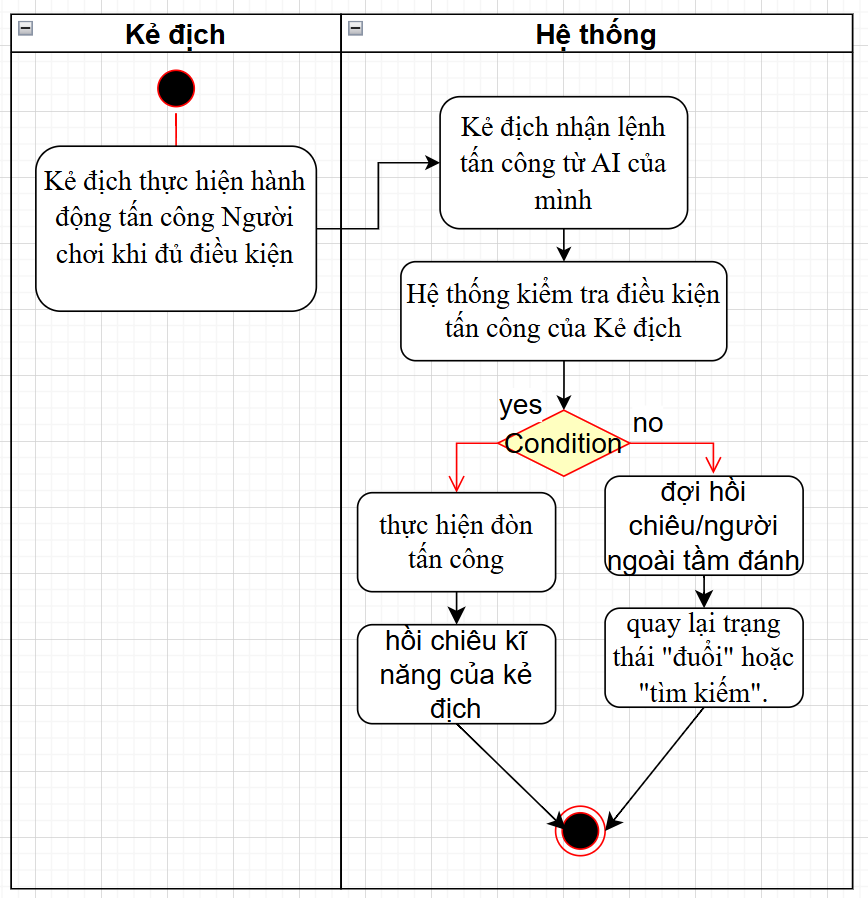 Kẻ địch
Hệ thống
Kẻ địch thực hiện hành
động tấn công Người
chơi khi đủ điều kiện
Kẻ địch nhận lệnh
tấn công từ AI của
mình
Hệ thống kiểm tra điều kiện
tấn công của Kẻ địch
yes
no
Condition
thực hiện đòn
tấn công
đợi hồi
chiêu/người
ngoài tầm đánh
hồi chiêu kĩ
năng của kẻ
địch
quay lại trạng
thái "đuổi" hoặc
"tìm kiếm".